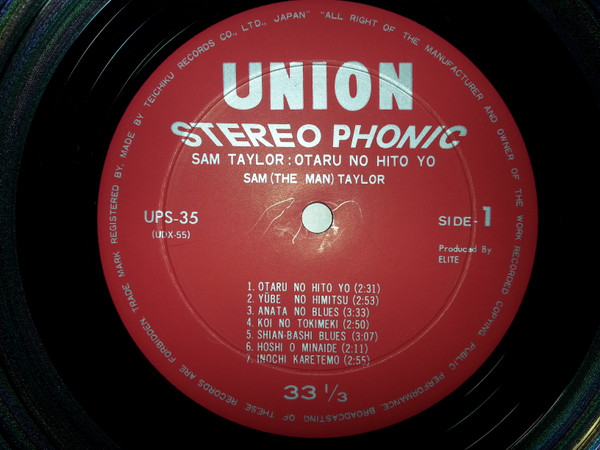 TRADE MARK REGISTERED. MADE BY TEICHIKU RECORDS CO., LTD., JAPAN" "ALL RIGHT OF THE MANUFACTURER AND OWNER OF THE WORK RECORDED COPYING PUBLIC PERFORMANCE, BROADCASTING OF THESE RECORDS ARE FORBIDDEN.
UNION
STEREO PHONIC
SAM TAYLOR : OTARU NO HITO YO
SAM (THE MAN) TAYLOR
UPS-35
(UDX-55)
SIDE-1
Produced By
ELITE
1. OTARU NO HITO YO (2:31)
2. YŪBE NO HIMITSU (2:53)
3. ANATA NO BLUES (3:33)
4. KOI NO TOKIMEKI (2:50)
5. SHIAN-BASHI BLUES (3:07)
6. HOSHI O MINAIDE (2:11)
7. INOCHI KARETEMO (2:55)
33 1/3